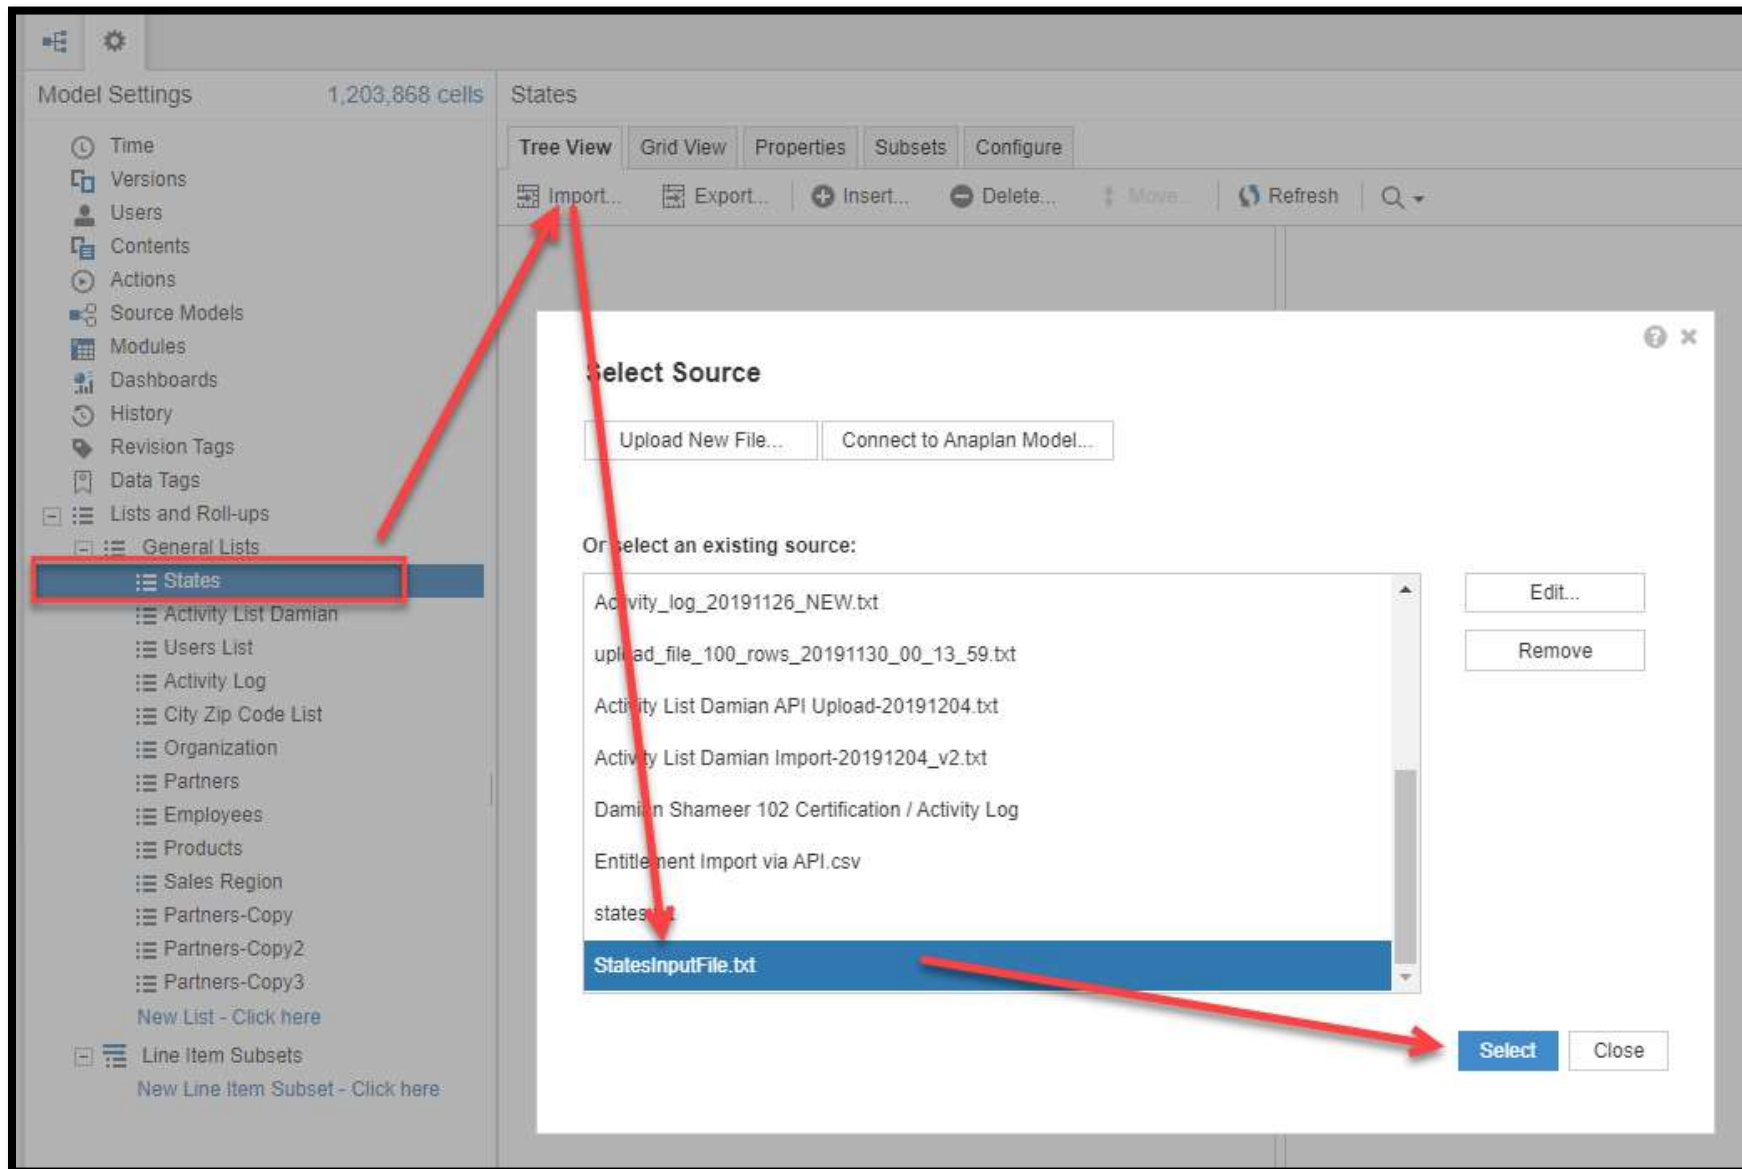 Model Settings 1,203,868 cells
States
Time
Versions
Users
Contents
Actions
Source Models
Modules
Dashboards
History
Revision Tags
Data Tags
Lists and Roll-ups
General Lists
States
Activity List Damian
Users List
Activity Log
City Zip Code List
Organization
Partners
Employees
Products
Sales Region
Partners-Copy
Partners-Copy2
Partners-Copy3
New List - Click here
Line Item Subsets
New Line Item Subset - Click here
Tree View Grid View Properties Subsets Configure
Import... Export... Insert... Delete... Move... Refresh
Select Source
Upload New File... Connect to Anaplan Model...
Or select an existing source:
Activity_log_20191126_NEW.txt
upload_file_100_rows_20191130_00_13_59.txt
Activity List Damian API Upload-20191204.txt
Activity List Damian Import-20191204_v2.txt
Damian Shameer 102 Certification / Activity Log
Entitlement Import via API.csv
states.txt
StatesInputFile.txt
Edit...
Remove
Select Close